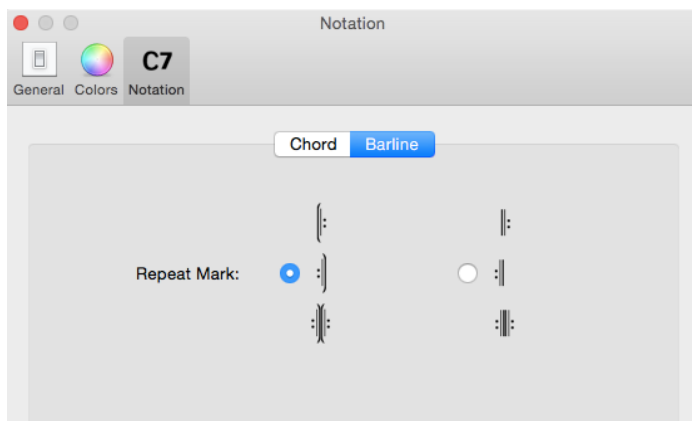 Notation
C7
General Colors Notation
Chord Barline
Repeat Mark: